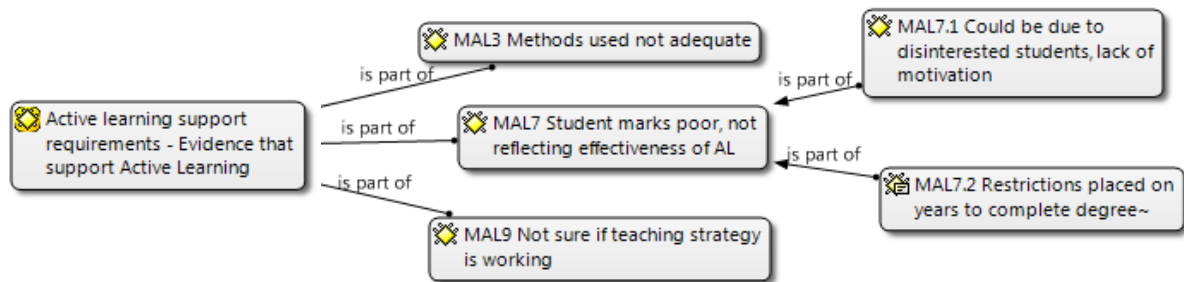 MAL3 Methods used not adequate
MAL7.1 Could be due to
disinterested students, lack of
motivation
is part of
is part of
Active learning support
requirements - Evidence that
support Active Learning
is part of
MAL7 Student marks poor, not
reflecting effectiveness of AL
is part of
MAL7.2 Restrictions placed on
years to complete degree~
is part of
MAL9 Not sure if teaching strategy
is working